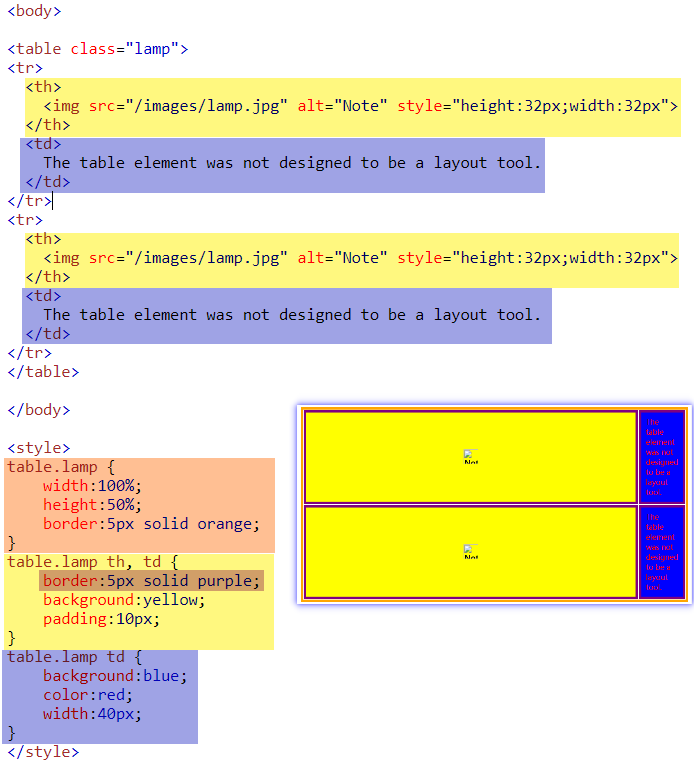 <body>
<table class="lamp">
<tr>
<th>
<img src="/images/lamp.jpg" alt="Note" style="height:32px;width:32px">
</th>
<td>
The table element was not designed to be a layout tool.
</td>
</tr>
<tr>
<th>
<img src="/images/lamp.jpg" alt="Note" style="height:32px;width:32px">
</th>
<td>
The table element was not designed to be a layout tool.
</td>
</tr>
</table>
</body>
<style>
table.lamp {
width:100%;
height:50%;
border:5px solid orange;
}
table.lamp th, td {
border:5px solid purple;
background:yellow;
padding:10px;
}
table.lamp td {
background:blue;
color:red;
width:40px;
}
</style>
The
table
element
was not
designed
to be a
layout
tool.
The
table
element
was not
designed
to be a
layout
tool.